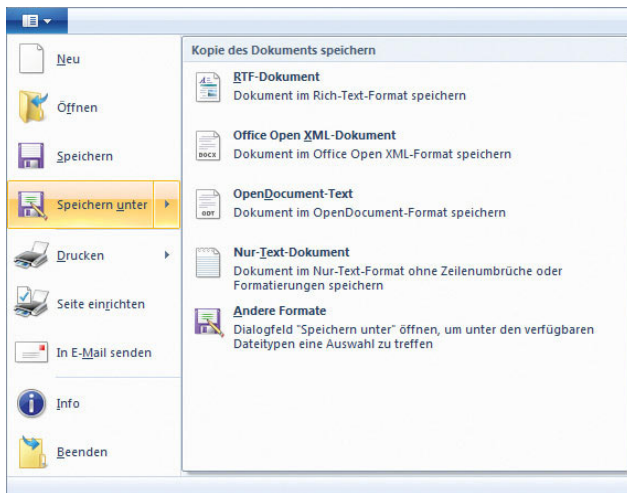 Neu
Öffnen
Speichern
Speichern unter
Drucken
Seite einrichten
In E-Mail senden
Info
Beenden
Kopie des Dokuments speichern
RTF-Dokument
Dokument im Rich-Text-Format speichern
Office Open XML-Dokument
DOCX
Dokument im Office Open XML-Format speichern
OpenDocument-Text
ODT
Dokument im OpenDocument-Format speichern
Nur-Text-Dokument
Dokument im Nur-Text-Format ohne Zeilenumbrüche oder
Formatierungen speichern
Andere Formate
Dialogfeld "Speichern unter" öffnen, um unter den verfügbaren
Dateitypen eine Auswahl zu treffen